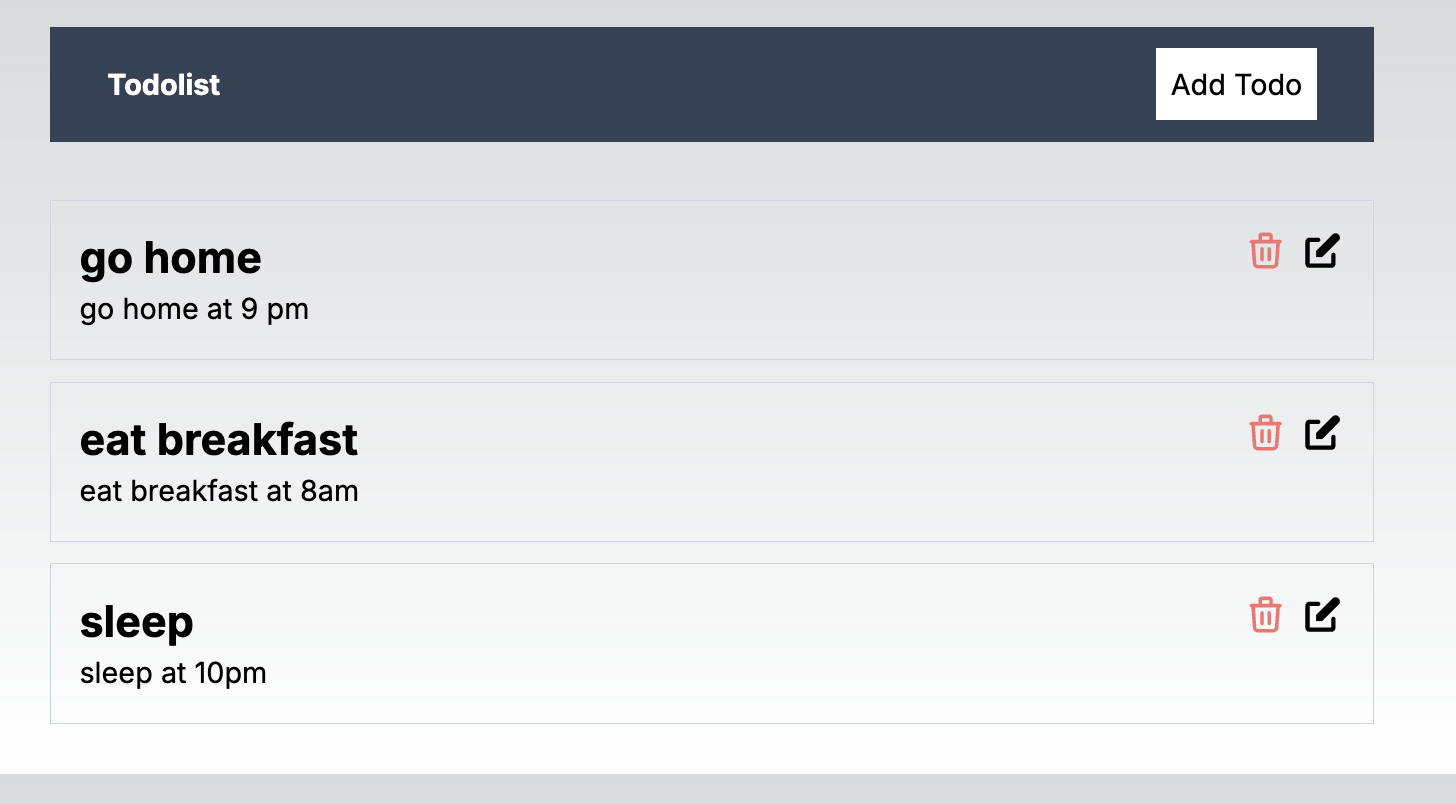 Todolist
Add Todo
go home
go home at 9 pm
eat breakfast
eat breakfast at 8am
sleep
sleep at 10pm